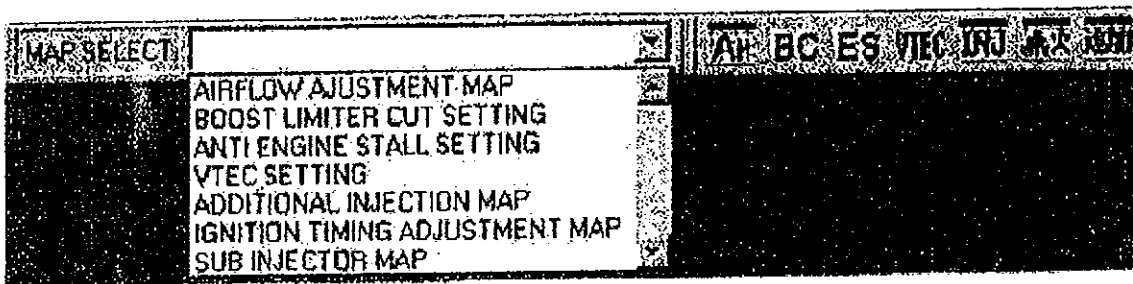 MAP SELECT BC ES VTEC INJ
AIRFLOW AJUSTMENT MAP
BOOST LIMITER CUT SETTING
ANTI ENGINE STALL SETTING
VTEC SETTING
ADDITIONAL INJECTION MAP
IGNITION TIMING ADJUSTMENT MAP
SUB INJECTOR MAP